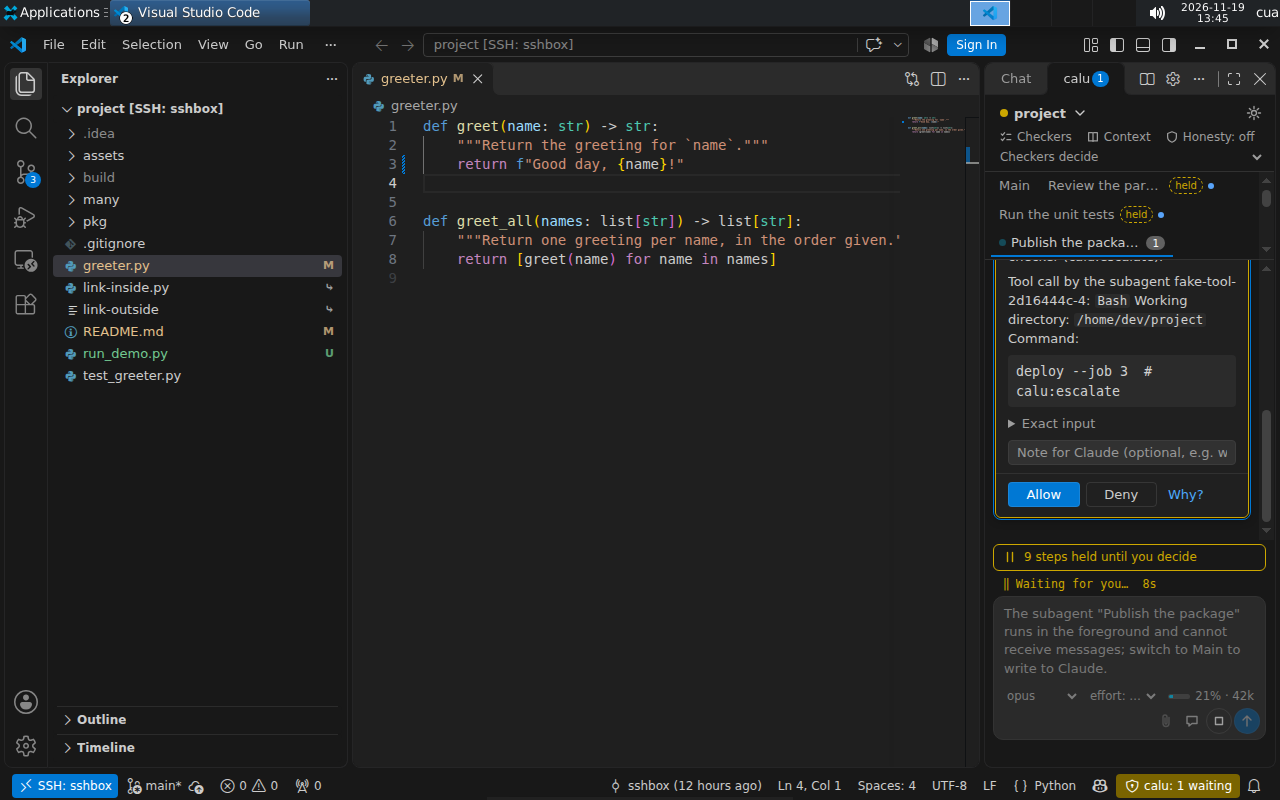 Applications
2
Visual Studio Code
2026-11-19
13:45
cua
File Edit Selection View Go Run ···
project [SSH: sshbox]
Sign In
Explorer
project [SSH: sshbox]
.idea
assets
build
many
pkg
.gitignore
greeter.py M
link-inside.py
link-outside
README.md M
run_demo.py U
test_greeter.py
Outline
Timeline
3
greeter.py M
greeter.py
1 def greet(name: str) -> str:
2 """Return the greeting for `name`."""
3 return f"Good day, {name}!"
4
5
6 def greet_all(names: list[str]) -> list[str]:
7 """Return one greeting per name, in the order given."
8 return [greet(name) for name in names]
9
Chat calu 1
project
Checkers Context Honesty: off
Checkers decide
Main Review the par... held
Run the unit tests held
Publish the packa... 1
Tool call by the subagent fake-tool-
2d16444c-4: Bash Working
directory: /home/dev/project
Command:
deploy --job 3 #
calu:escalate
Exact input
Note for Claude (optional, e.g. w
Allow Deny Why?
9 steps held until you decide
Waiting for you… 8s
The subagent "Publish the package"
runs in the foreground and cannot
receive messages; switch to Main to
write to Claude.
opus effort: ... 21% · 42k
SSH: sshbox main* 0 0 0 sshbox (12 hours ago) Ln 4, Col 1 Spaces: 4 UTF-8 LF { } Python calu: 1 waiting